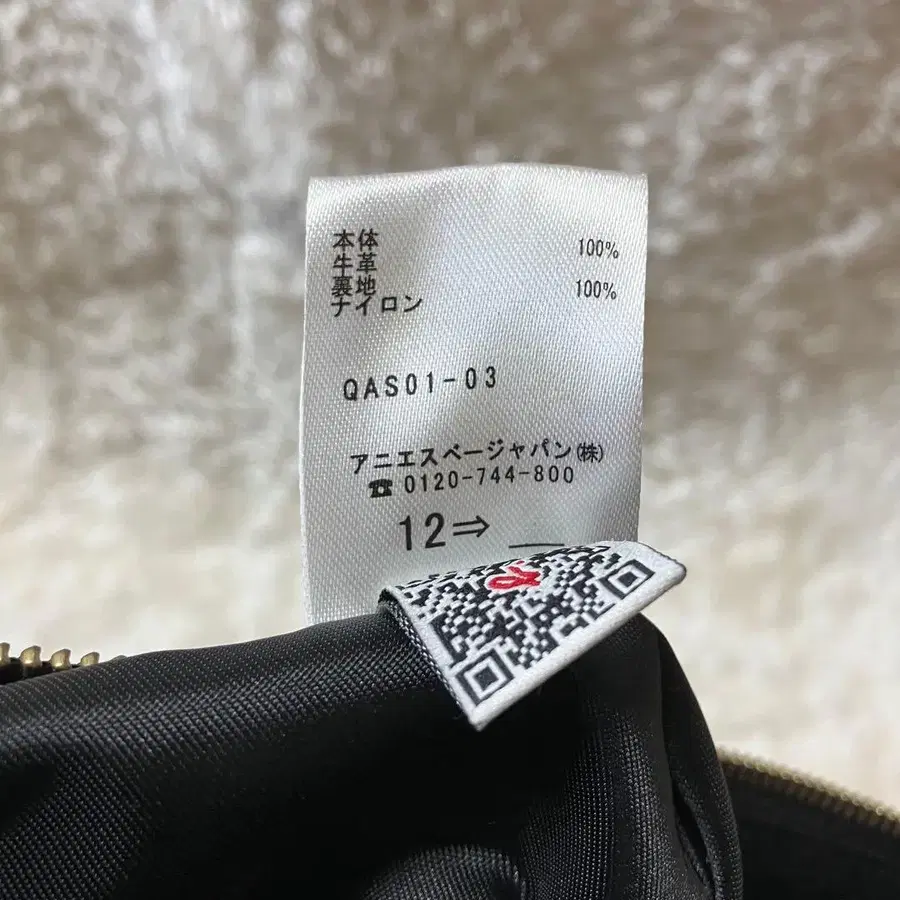 本体
牛革 100%
裏地
ナイロン 100%
QAS01-03
アニエスベージャパン(株)
☎ 0120-744-800
12⇒